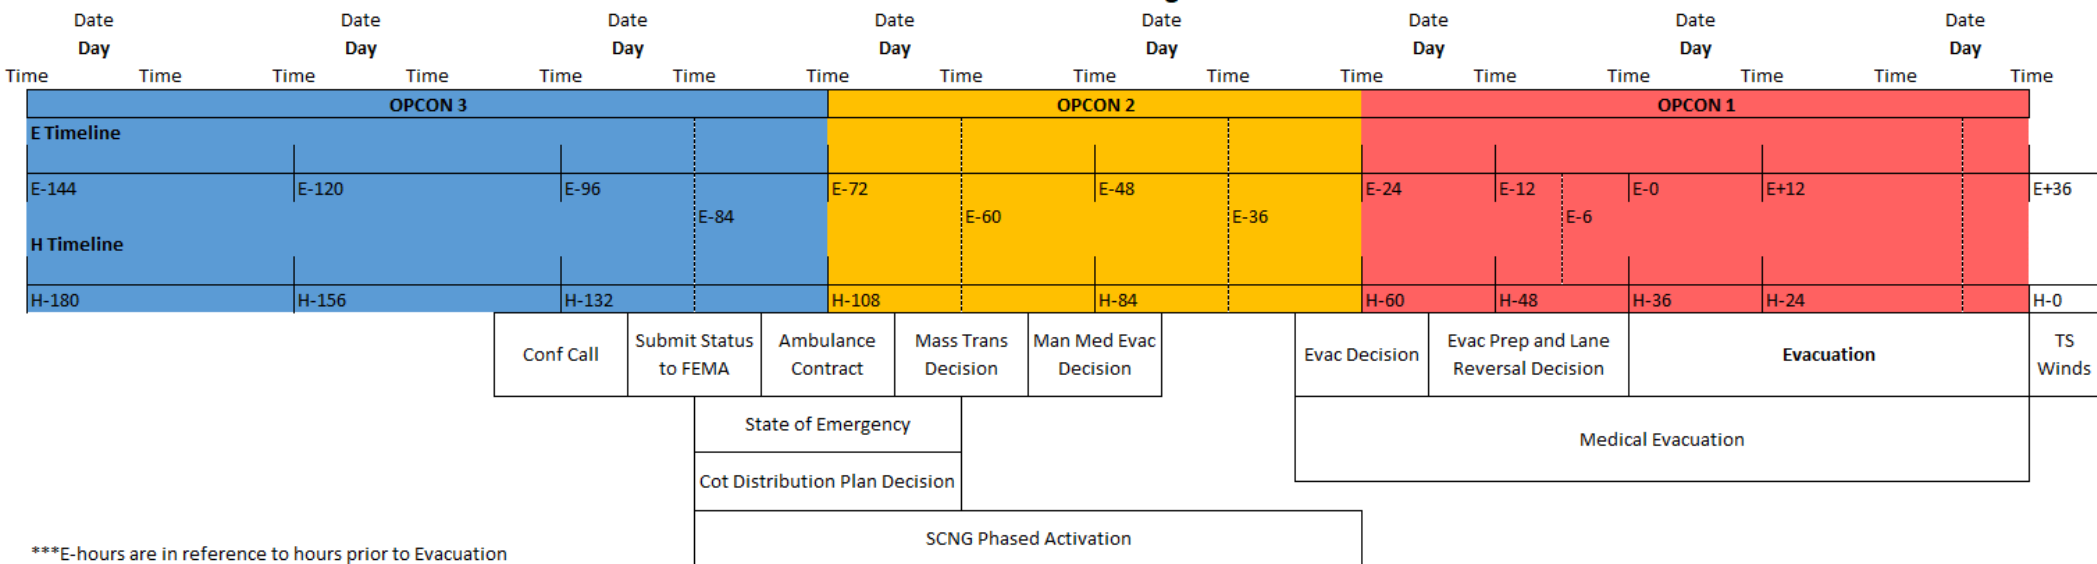 Date Date Date Date Date Date Date Date
Day Day Day Day Day Day Day Day
Time Time Time Time Time Time Time Time Time Time Time Time Time Time Time Time
OPCON 3 OPCON 2 OPCON 1
E Timeline
E-144 E-120 E-96 E-72 E-48 E-24 E-12 E-0 E+12 E+36
E-84 E-60 E-36 E-6
H Timeline
H-180 H-156 H-132 H-108 H-84 H-60 H-48 H-36 H-24 H-0
Conf Call
Submit Status
to FEMA
Ambulance
Contract
Mass Trans
Decision
Man Med Evac
Decision
Evac Decision
Evac Prep and Lane
Reversal Decision
Evacuation
TS
Winds
State of Emergency
Medical Evacuation
Cot Distribution Plan Decision
SCNG Phased Activation
***E-hours are in reference to hours prior to Evacuation